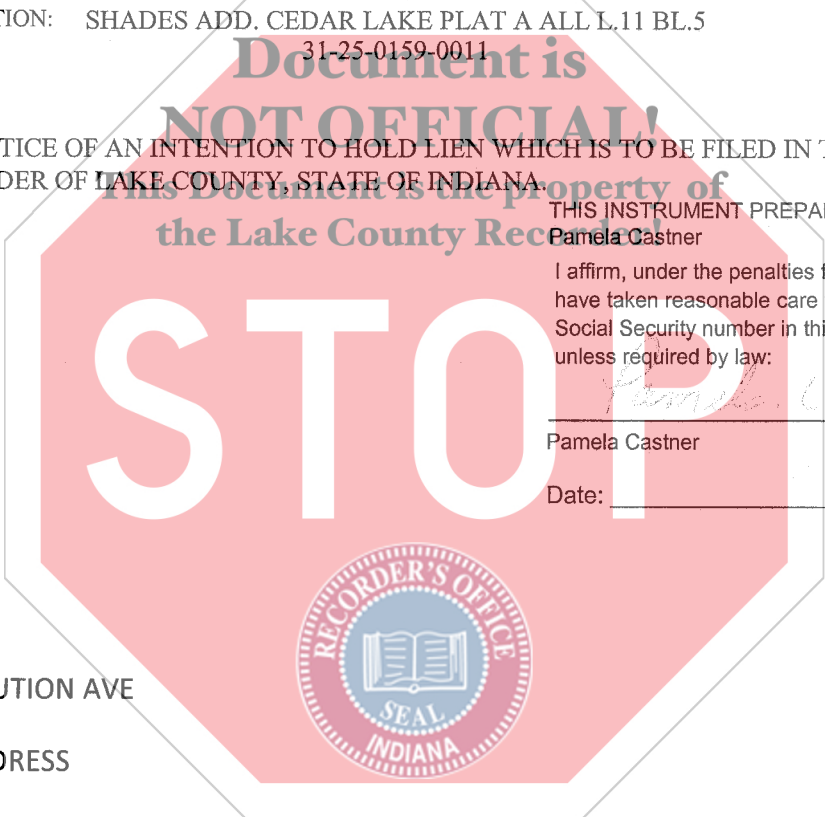 TION: SHADES ADD. CEDAR LAKE PLAT A ALL L.11 BL.5
31-25-0159-0011
Document is
NOT OFFICIAL!
TICE OF AN INTENTION TO HOLD LIEN WHICH IS TO BE FILED IN T
DER OF LAKE COUNTY, STATE OF INDIANA.
This Document is the property of
the Lake County Recorder!
THIS INSTRUMENT PREPA
Pamela Castner
I affirm, under the penalties f
have taken reasonable care
Social Security number in thi
unless required by law:
Pamela. C
Pamela Castner
Date:
STOP
RECORDER'S OFFICE
SEAL
INDIANA
UTION AVE
DRESS